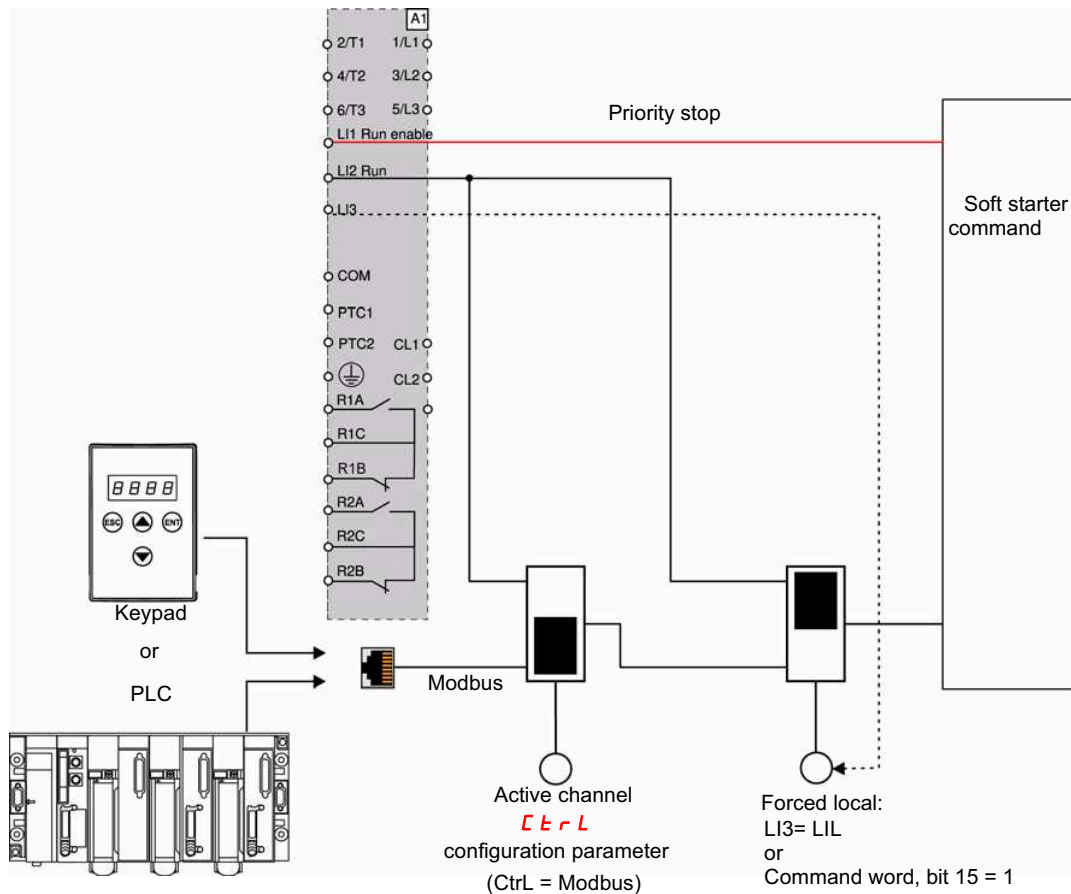 A1
2/T1 1/L1
4/T2 3/L2
6/T3 5/L3
LI1 Run enable
LI2 Run
LI3
COM
PTC1
PTC2 CL1
CL2
R1A
R1C
R1B
R2A
R2C
R2B
Priority stop
Soft starter
command
8888
ESC ENT
Keypad
or
PLC
Modbus
Active channel
CtrL
configuration parameter
(CtrL = Modbus)
Forced local:
LI3= LIL
or
Command word, bit 15 = 1